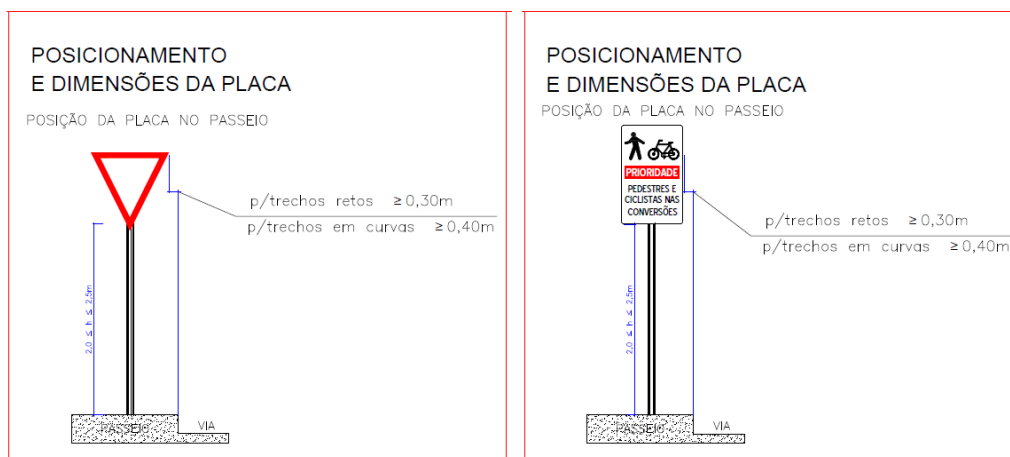 POSICIONAMENTO
E DIMENSÕES DA PLACA
POSIÇÃO DA PLACA NO PASSEIO
p/trechos retos ≥ 0,30m
p/trechos em curvas ≥ 0,40m
2,0 ≤ h ≤ 2,5m
PASSEIO
VIA
POSICIONAMENTO
E DIMENSÕES DA PLACA
POSIÇÃO DA PLACA NO PASSEIO
PRIORIDADE
PEDESTRES E
CICLISTAS NAS
CONVERSÕES
p/trechos retos ≥ 0,30m
p/trechos em curvas ≥ 0,40m
2,0 ≤ h ≤ 2,5m
PASSEIO
VIA